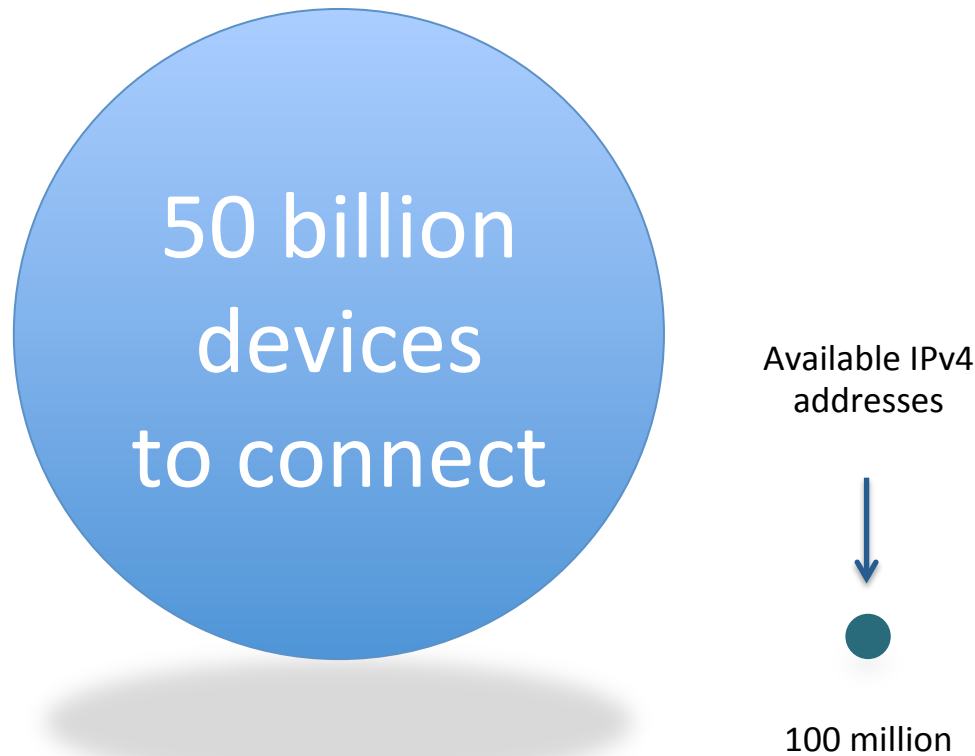 50 billion
devices
to connect
Available IPv4
addresses
100 million